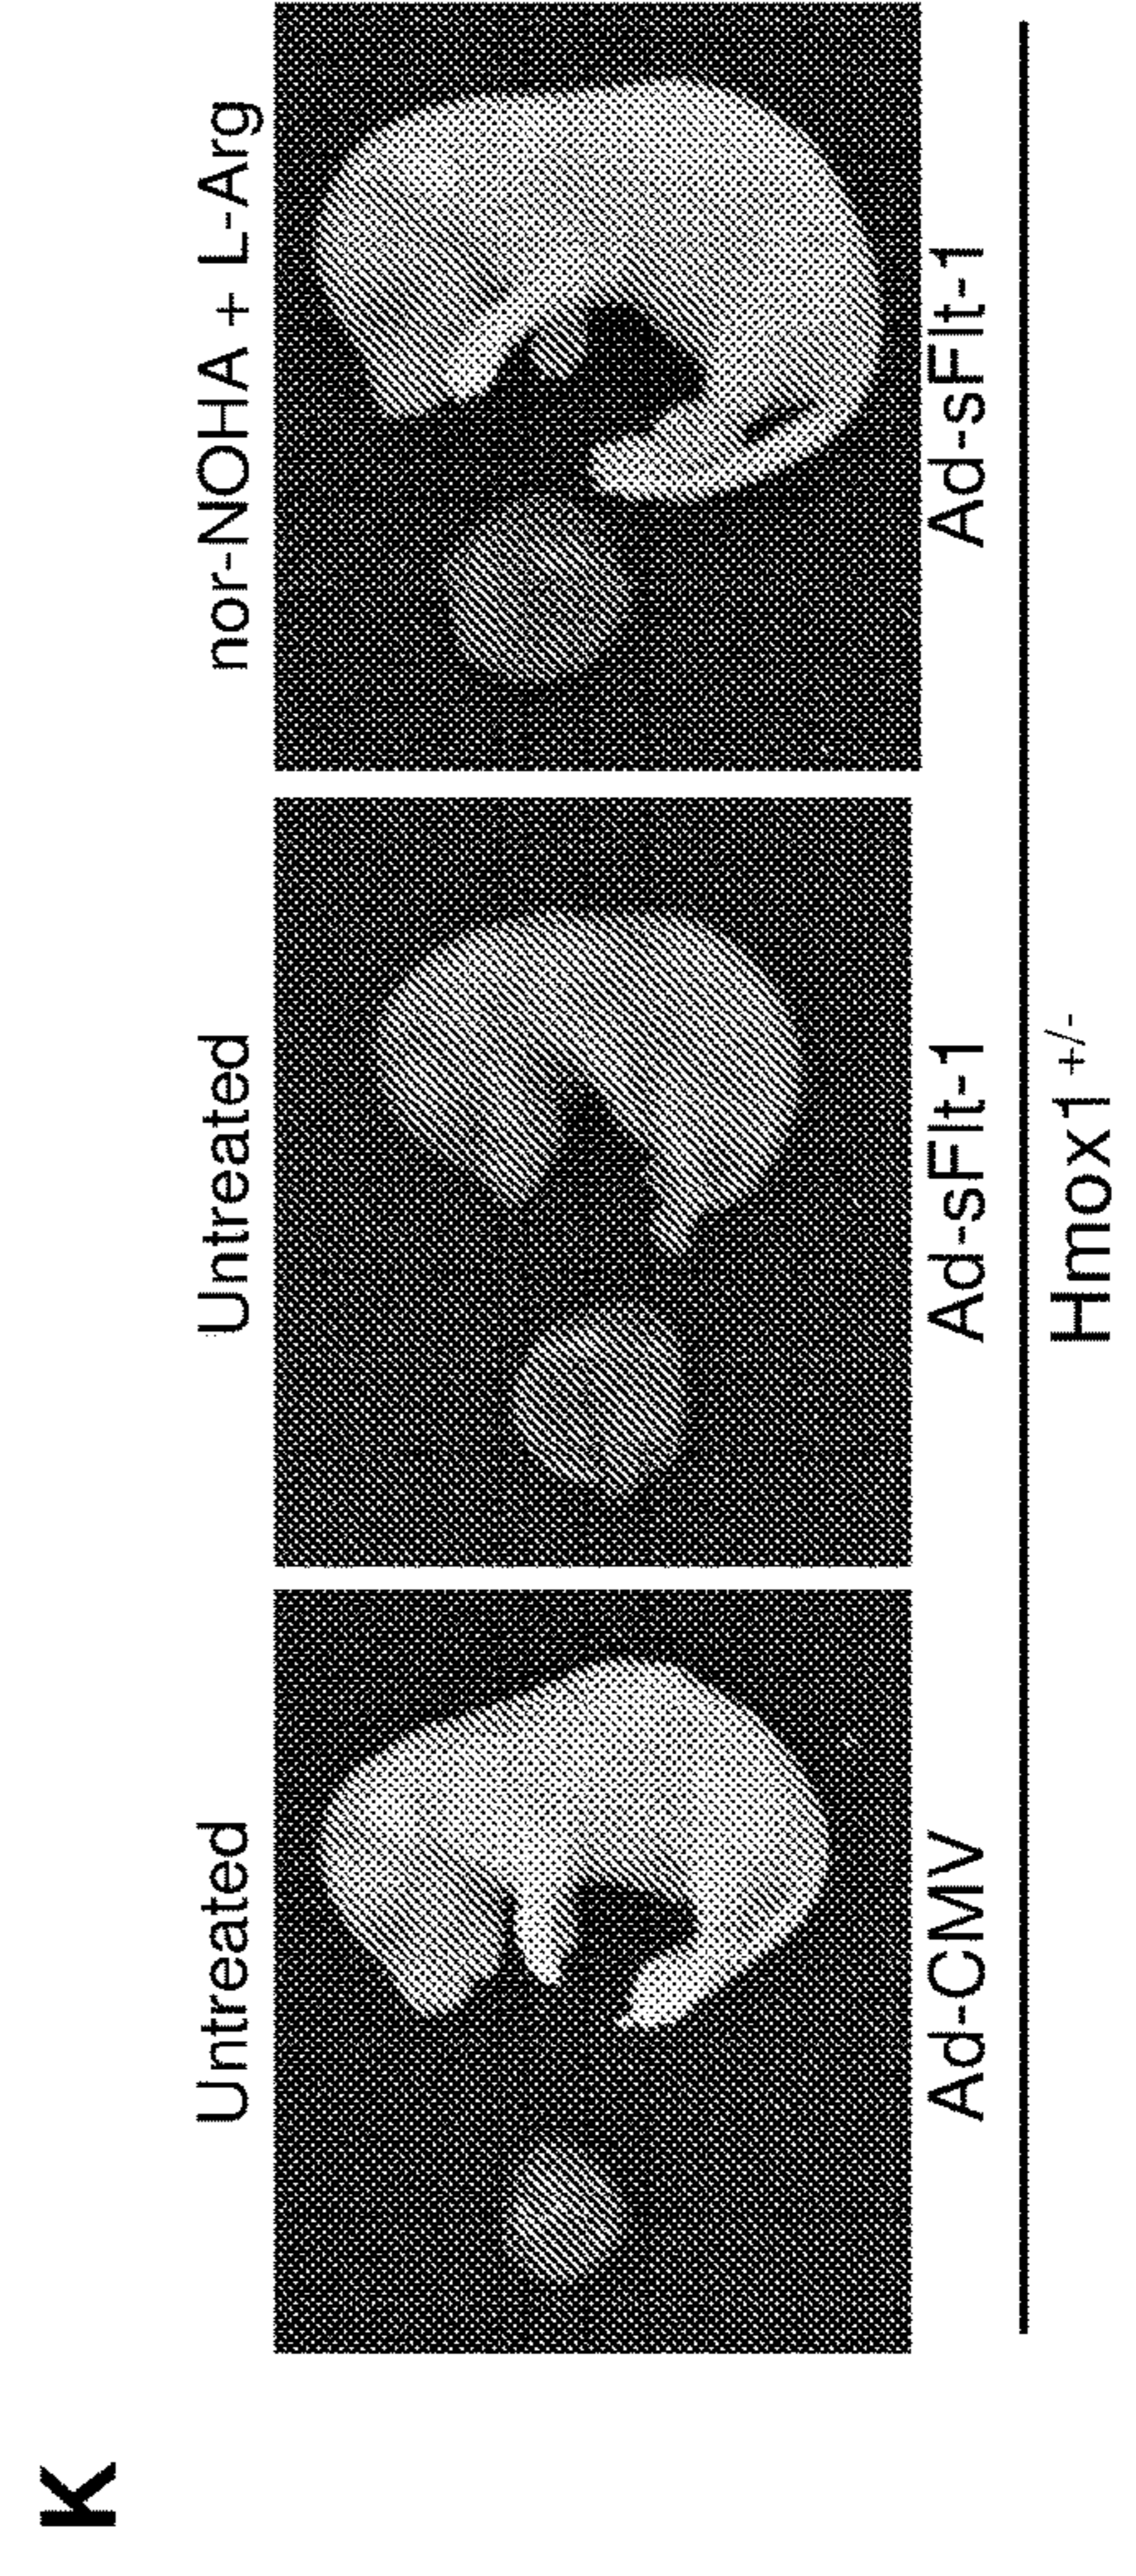 K
Untreated Untreated nor-NOHA + L-Arg
Ad-CMV Ad-sFlt-1 Ad-sFlt-1
Hmox1 +/-